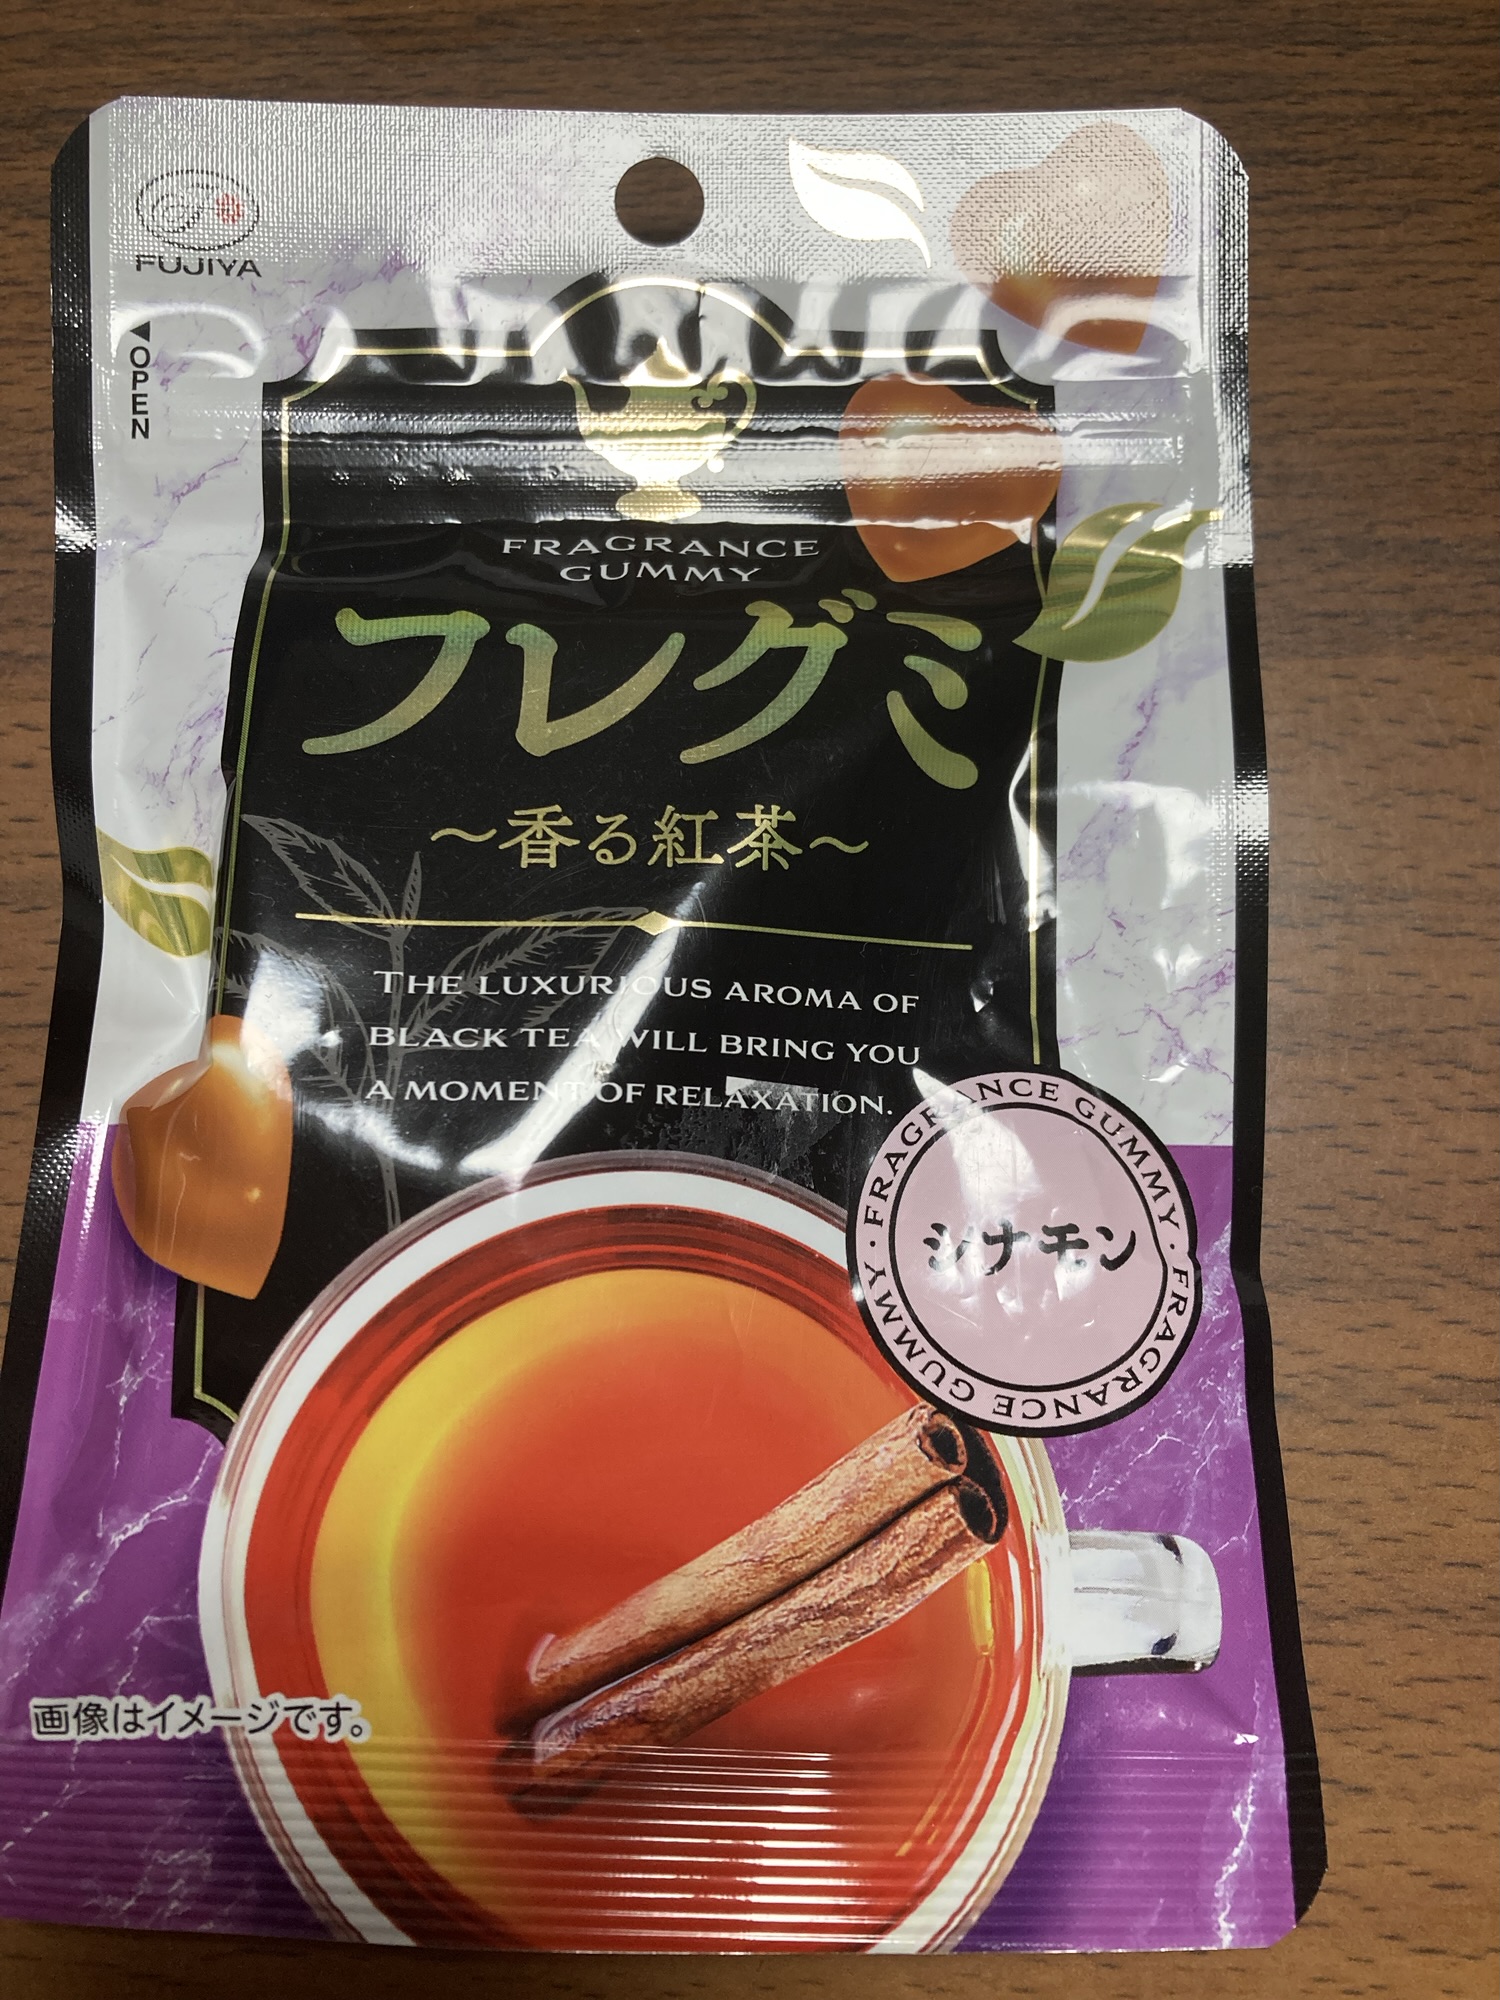 FUJIYA
OPEN
FRAGRANCE
GUMMY
フレグミ
〜香る紅茶〜
THE LUXURIOUS AROMA OF
BLACK TEA WILL BRING YOU
A MOMENT OF RELAXATION.
FRAGRANCE GUMMY · FRAGRANCE GUMMY ·
シナモン
画像はイメージです。